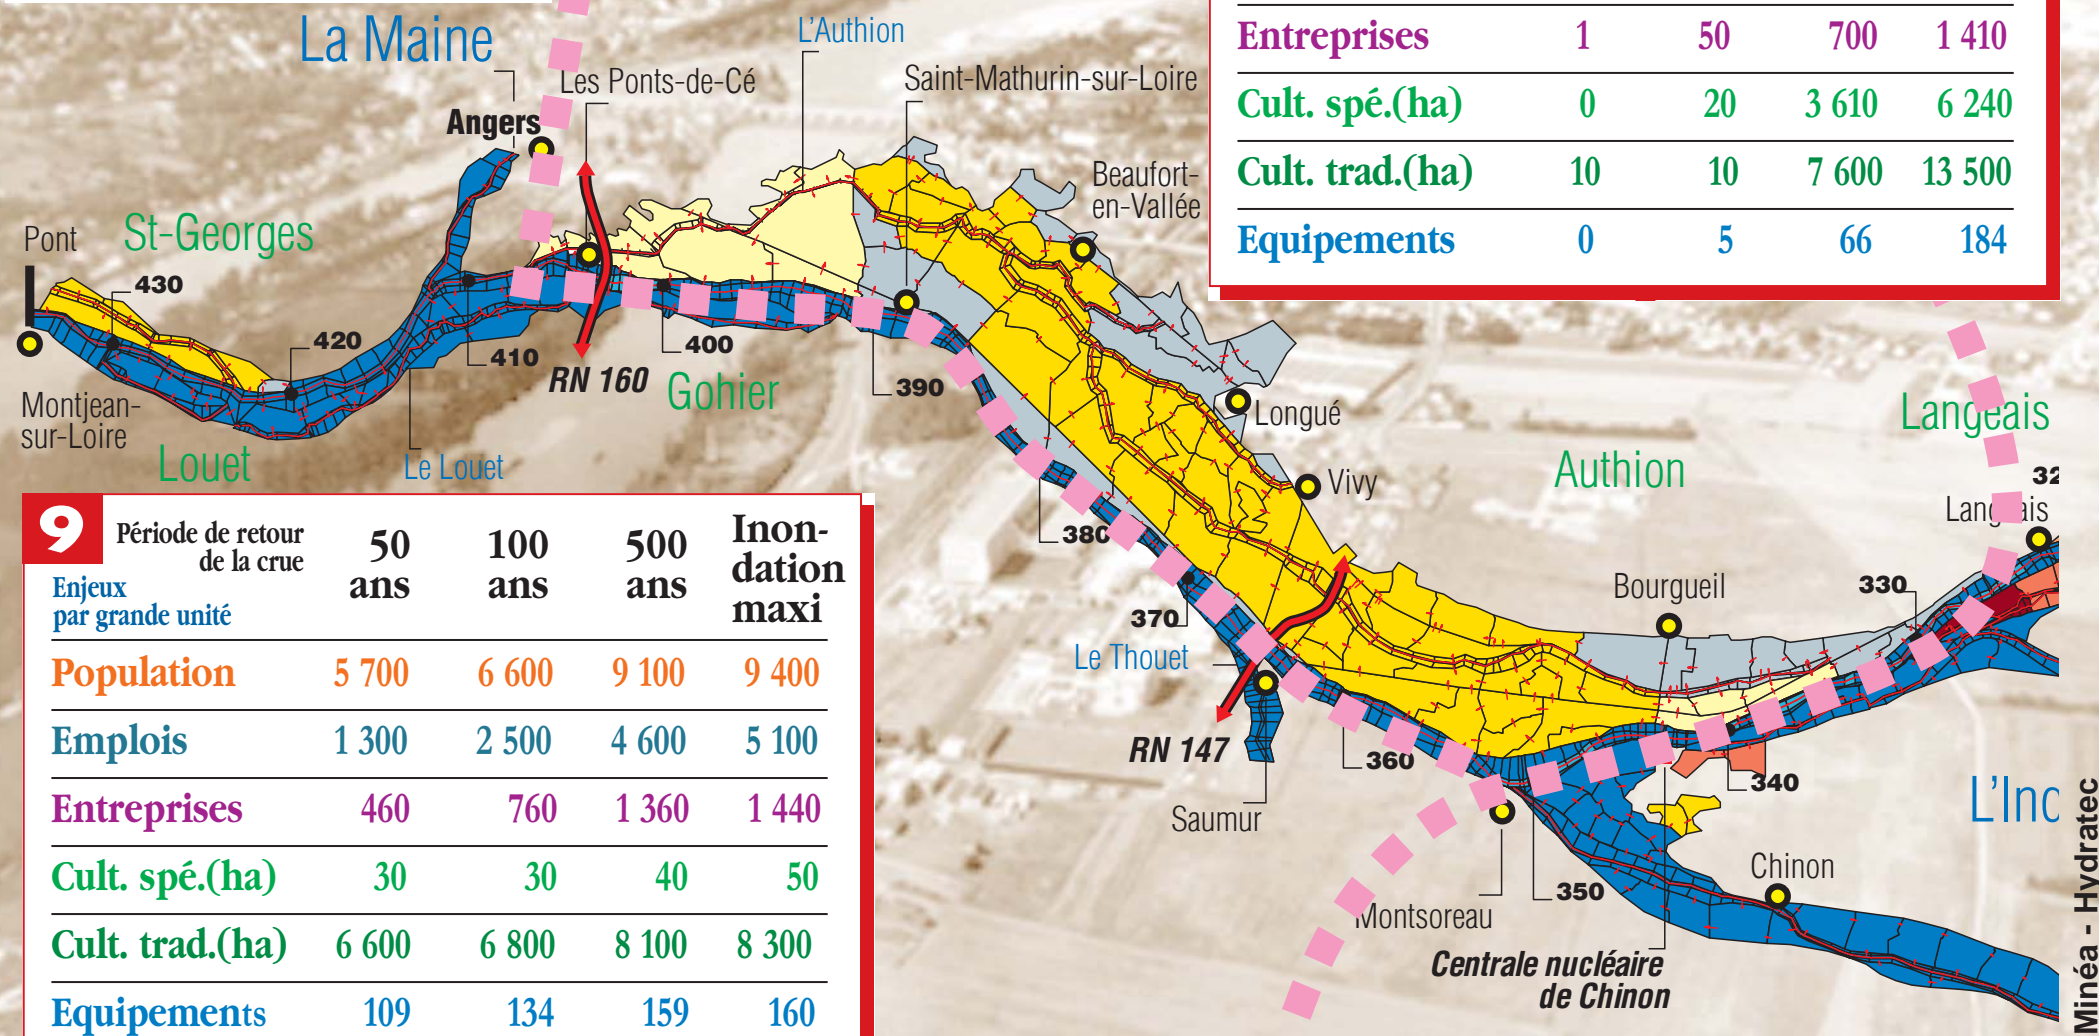 La Maine
L'Authion
Les Ponts-de-Cé
Saint-Mathurin-sur-Loire
Angers
Beaufort-
en-Vallée
Entreprises 1 50 700 1 410
Cult. spé.(ha) 0 20 3 610 6 240
Cult. trad.(ha) 10 10 7 600 13 500
Equipements 0 5 66 184
Pont
St-Georges
430
420
410
400
390
RN 160
Gohier
Montjean-
sur-Loire
Louet
Le Louet
Longué
Langeais
Vivy
Authion
32
Langeais
380
370
Le Thouet
Bourgueil
330
RN 147
360
340
Saumur
L'Ind
Chinon
350
Montsoreau
Centrale nucléaire
de Chinon
Minéa - Hydratec
9
Période de retour
de la crue
Enjeux
par grande unité
50
ans
100
ans
500
ans
Inon-
dation
maxi
Population 5 700 6 600 9 100 9 400
Emplois 1 300 2 500 4 600 5 100
Entreprises 460 760 1 360 1 440
Cult. spé.(ha) 30 30 40 50
Cult. trad.(ha) 6 600 6 800 8 100 8 300
Equipements 109 134 159 160